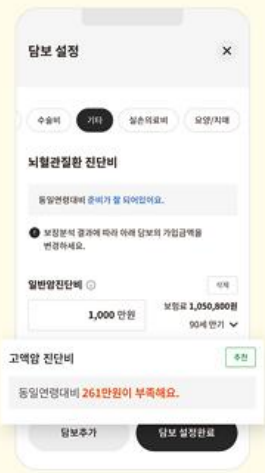 담보 설정
수술비 기타 실손의료비 요양/치매
뇌혈관질환 진단비
동일연령대비 준비가 잘 되어있어요.
보장분석 결과에 따라 아래 담보의 가입금액을
변경하세요.
일반암진단비 삭제
1,000 만원
보험료 1,050,800원
90세 만기
고액암 진단비 추천
동일연령대비 261만원이 부족해요.
담보추가 담보 설정완료